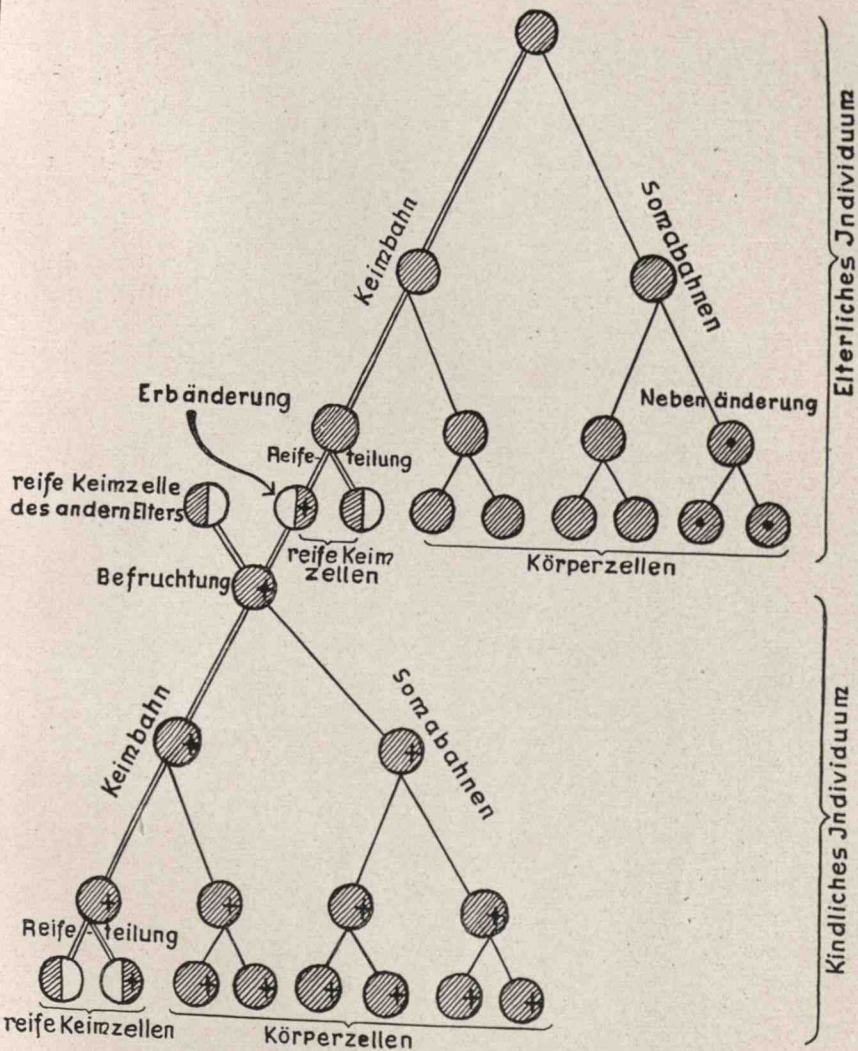 Elterliches Jndividuum
Keimbahn
Somabahnen
Erbänderung
Nebenänderung
Reife-teilung
reife Keimzelle
des andern Elters
reife Keim
zellen
Körperzellen
Befruchtung
Kindliches Jndividuum
Keimbahn
Somabahnen
Reife-teilung
reife Keimzellen
Körperzellen